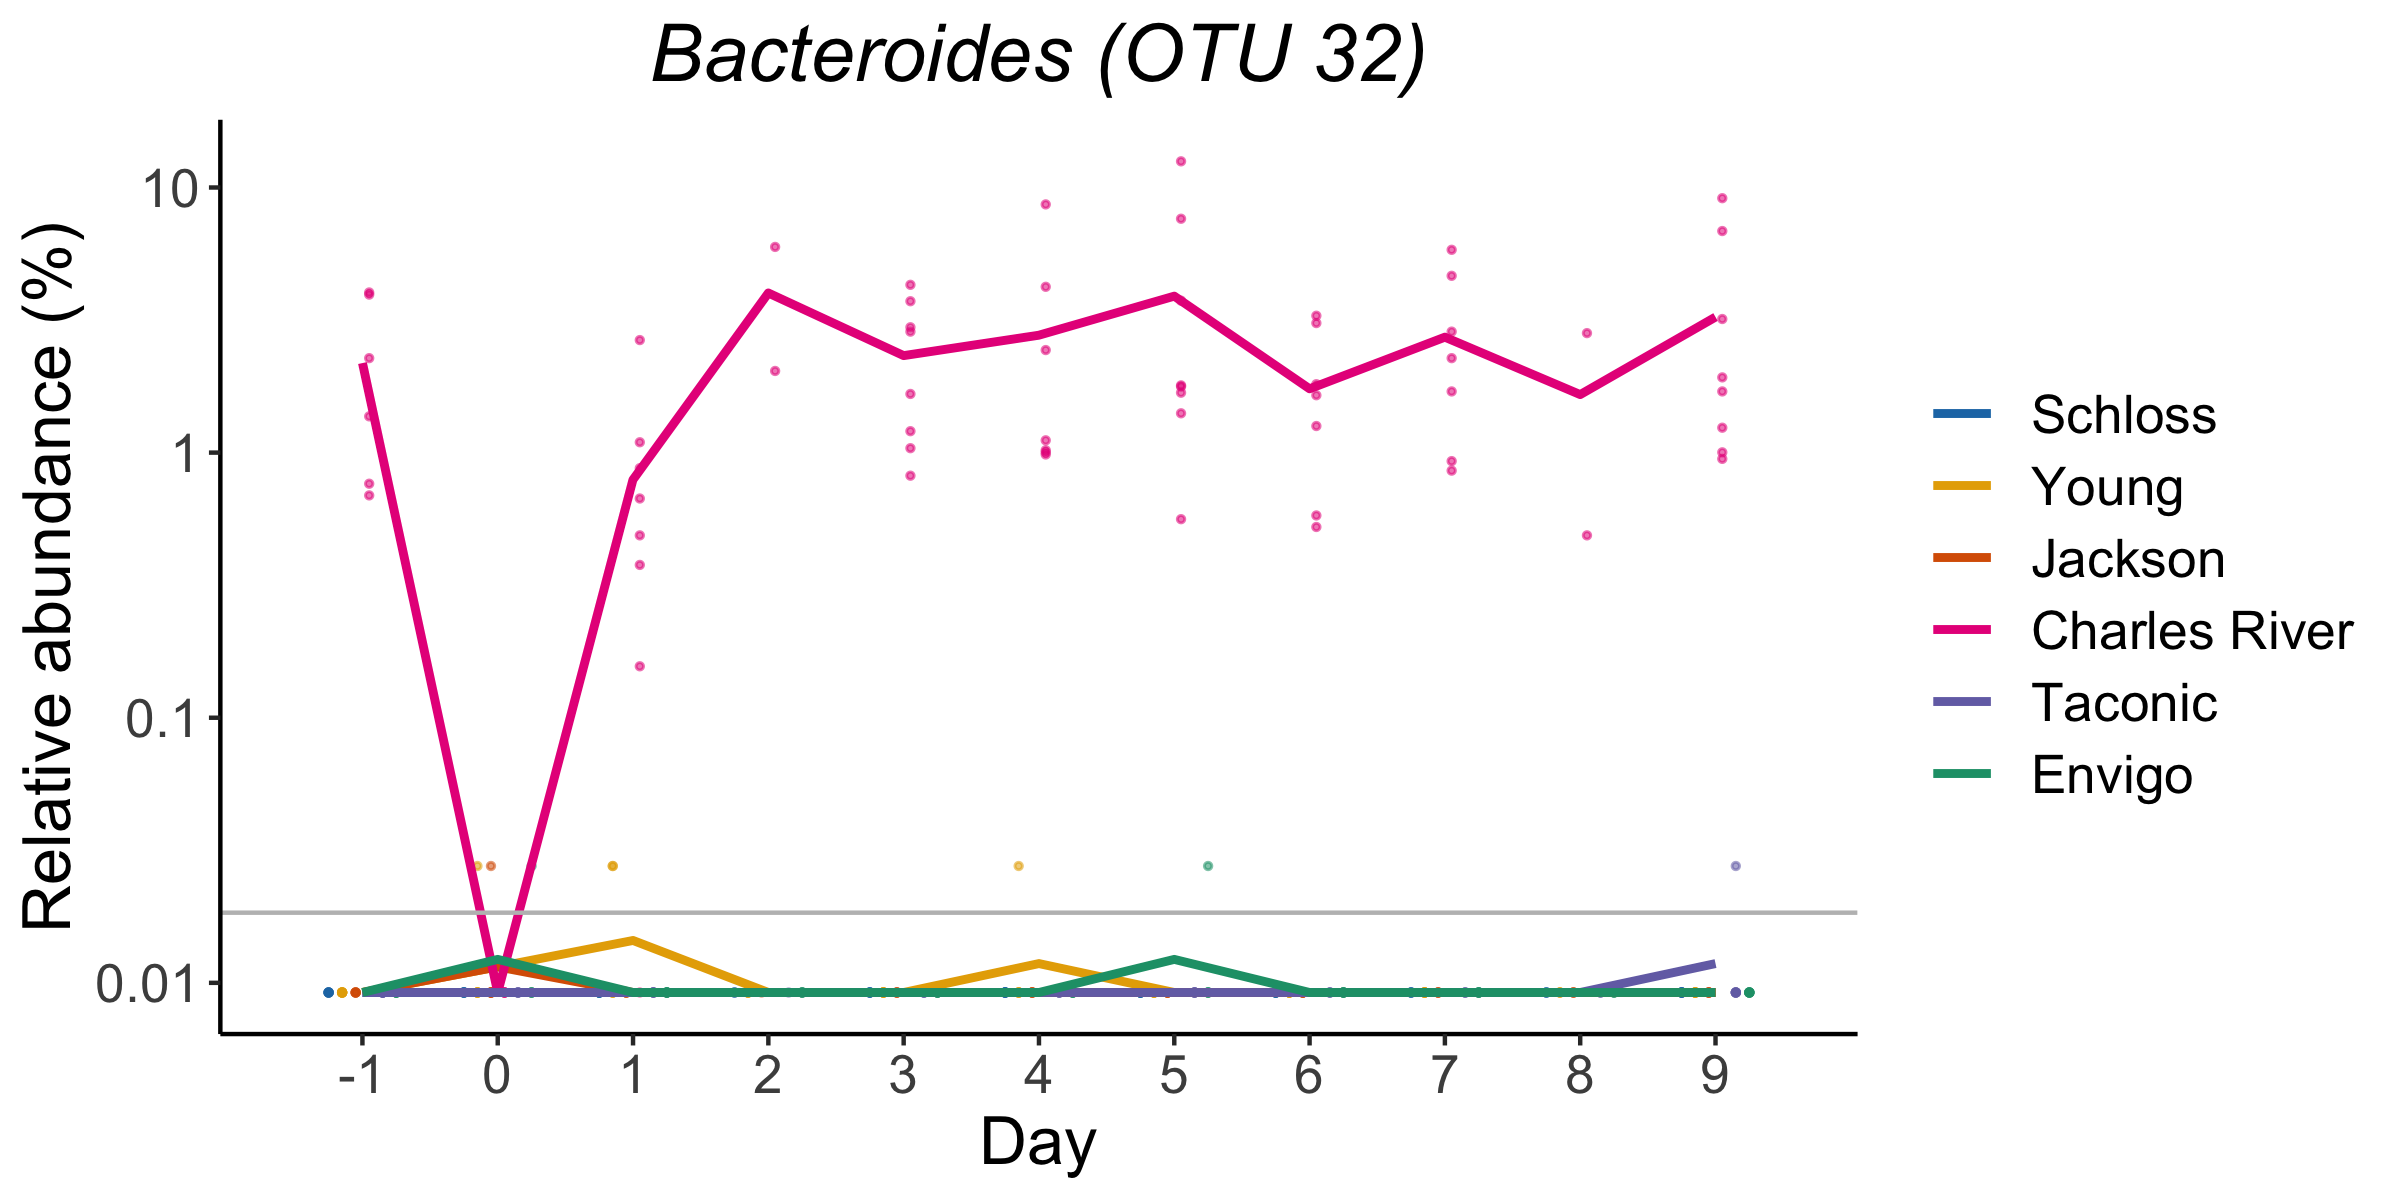 Bacteroides (OTU 32)
Relative abundance (%)
10
1
0.1
0.01
-1 0 1 2 3 4 5 6 7 8 9
Day
Schloss
Young
Jackson
Charles River
Taconic
Envigo